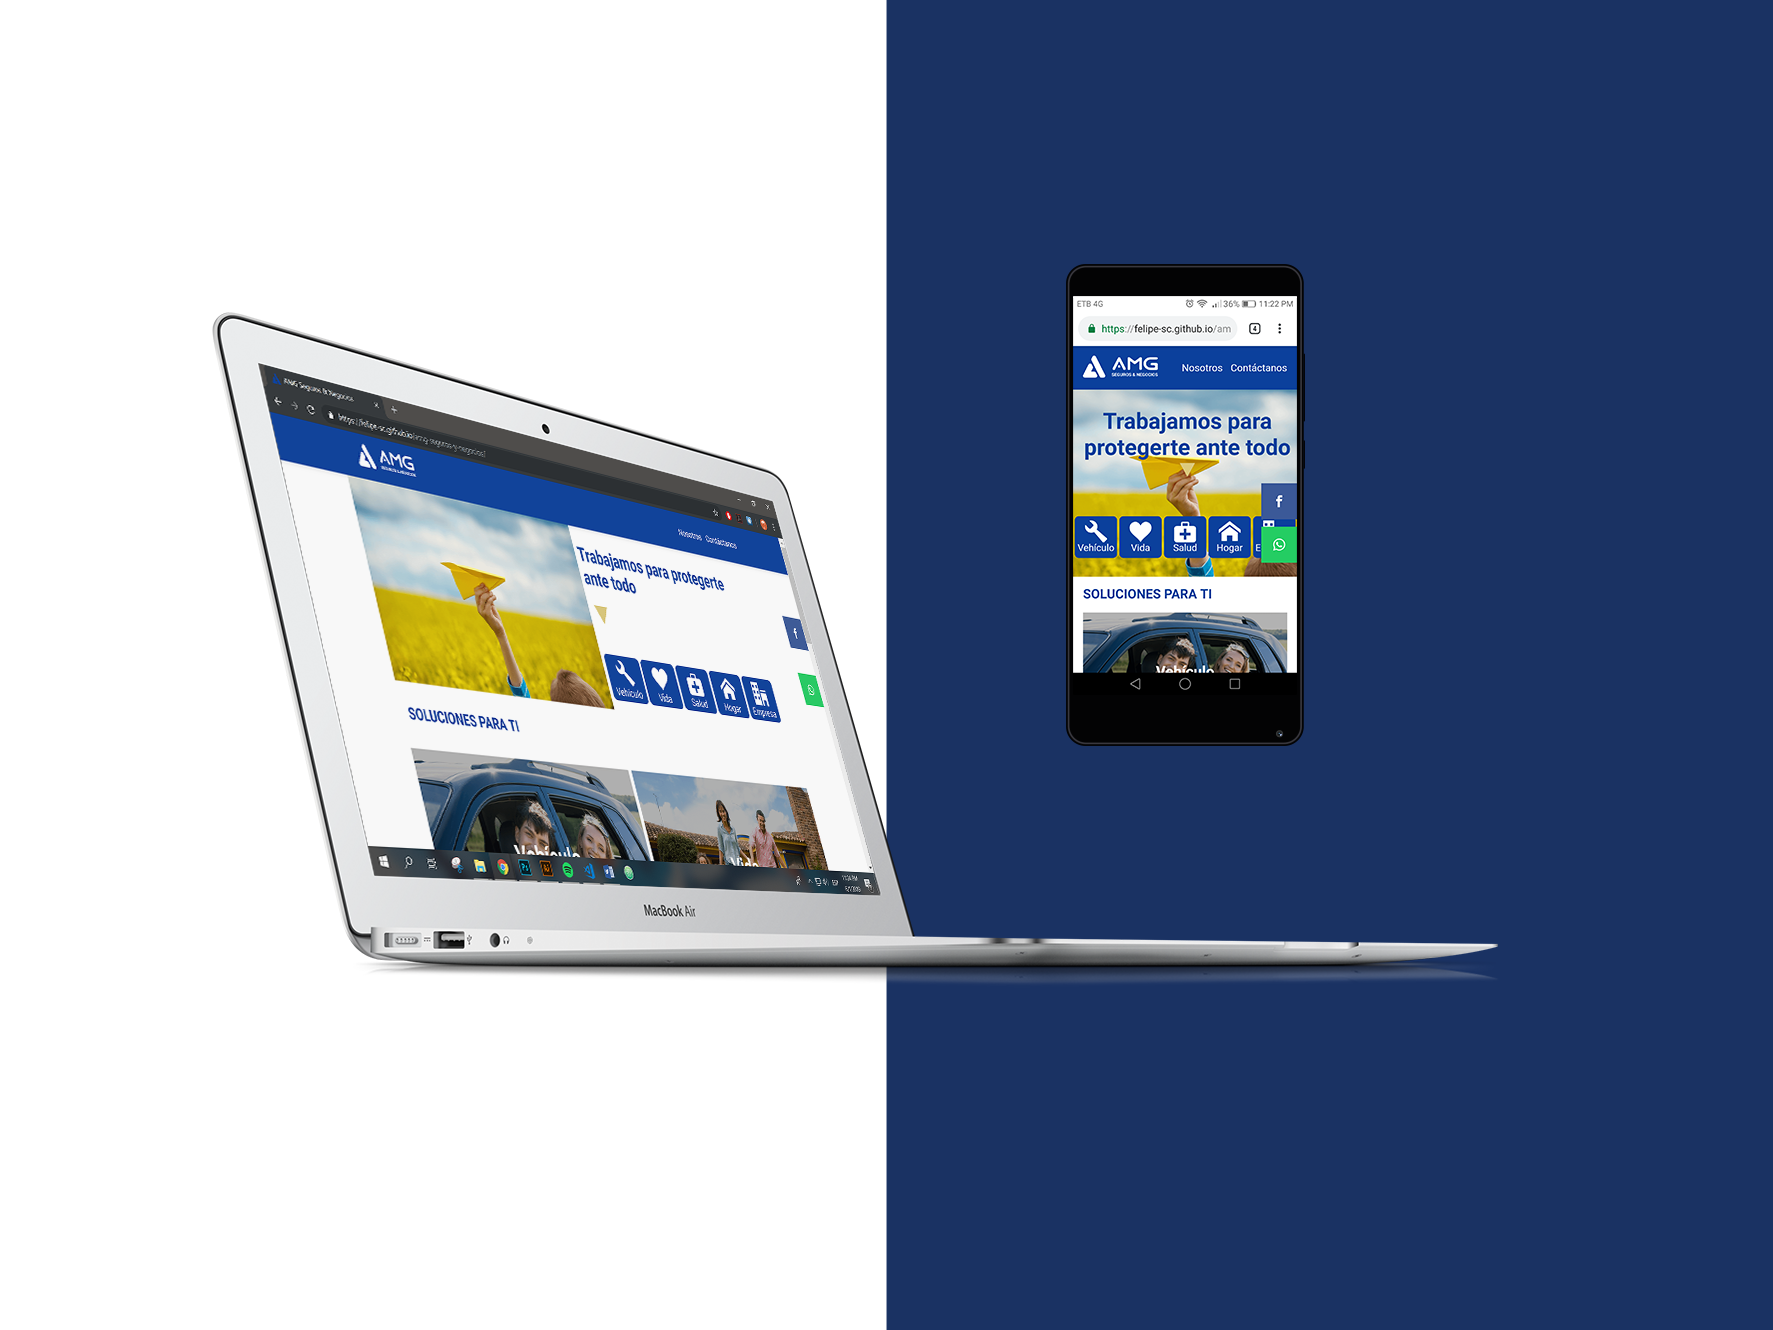 AMG Seguros & Negocios
https://felipe-sc.github.io/amg-seguros-y-negocios/
AMG
SEGUROS & NEGOCIOS
Nosotros Contáctanos
Trabajamos para protegerte
ante todo
f
Vehículo Vida Salud Hogar Empresa
SOLUCIONES PARA TI
Vehículo Vida
Ps Ai
ESP
MacBook Air
ETB 4G 36% 11:22 PM
https://felipe-sc.github.io/am 4
AMG
SEGUROS & NEGOCIOS
Nosotros Contáctanos
Trabajamos para
protegerte ante todo
f
Vehículo Vida Salud Hogar E
SOLUCIONES PARA TI
Vehículo